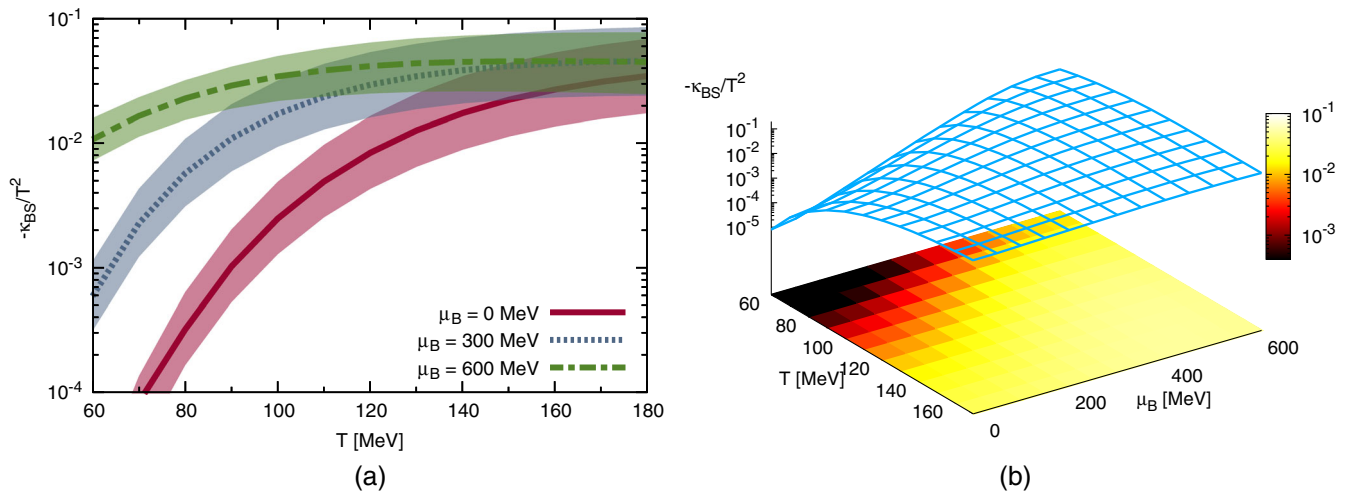 10⁻¹
10⁻²
10⁻³
10⁻⁴
-κ_BS/T²
μ_B = 0 MeV
μ_B = 300 MeV
μ_B = 600 MeV
60 80 100 120 140 160 180
T [MeV]
(a)
-κ_BS/T²
10⁻¹
10⁻²
10⁻³
10⁻⁴
10⁻⁵
10⁻¹
10⁻²
10⁻³
60
80
100
120
140
160
T [MeV]
0
200
400
600
μ_B [MeV]
(b)